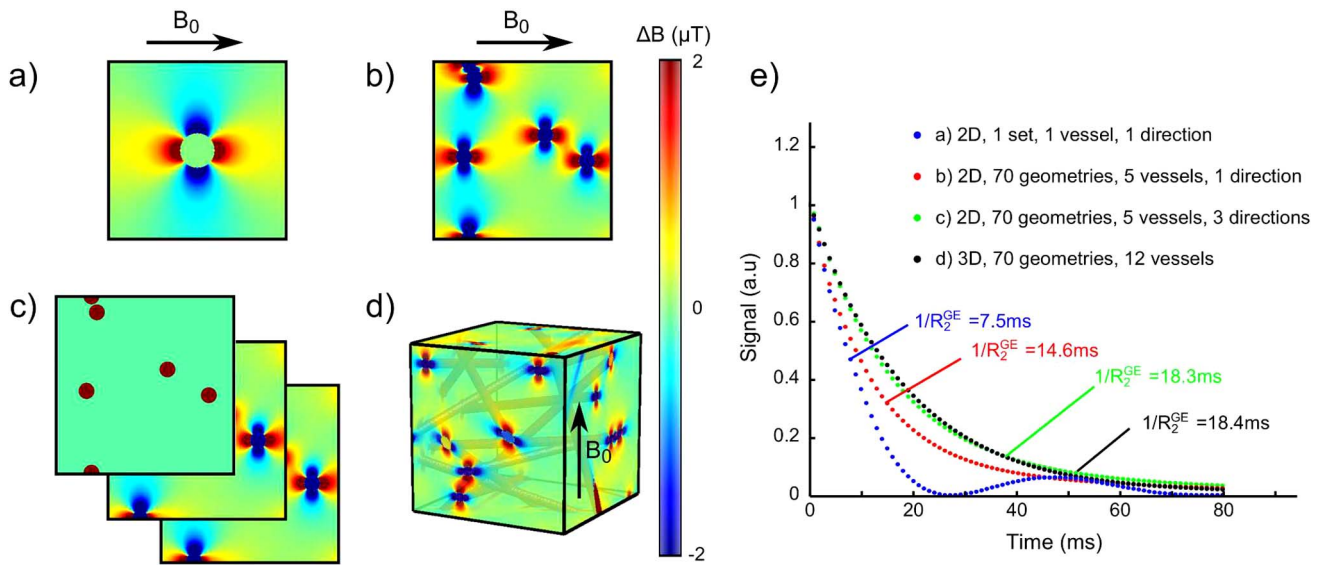 B0
B0
ΔB (μT)
a)
b)
2
0
-2
c)
d)
B0
e)
a) 2D, 1 set, 1 vessel, 1 direction
b) 2D, 70 geometries, 5 vessels, 1 direction
c) 2D, 70 geometries, 5 vessels, 3 directions
d) 3D, 70 geometries, 12 vessels
1/R2GE =7.5ms
1/R2GE =14.6ms
1/R2GE =18.3ms
1/R2GE =18.4ms
Signal (a.u)
1.2
1
0.8
0.6
0.4
0.2
0
0 20 40 60 80
Time (ms)